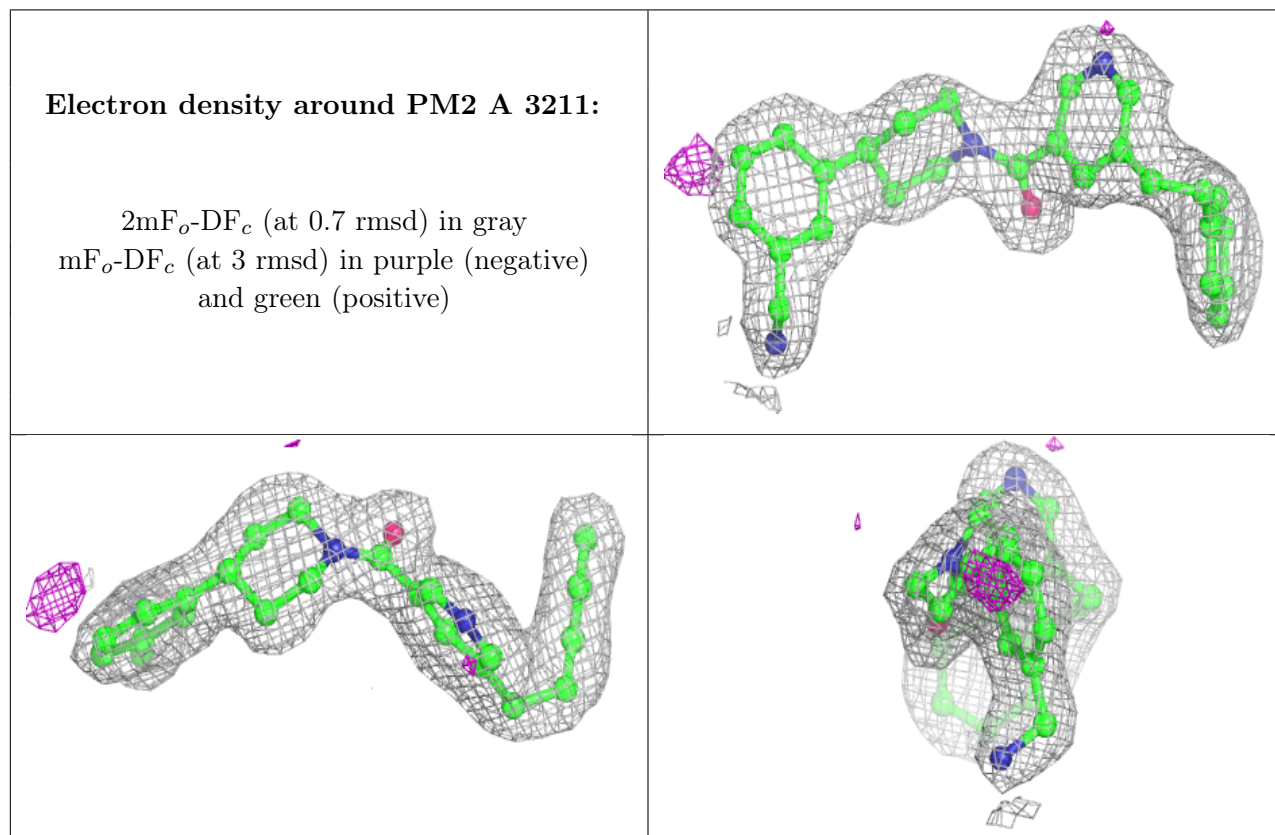 Electron density around PM2 A 3211:
2mFo-DFc (at 0.7 rmsd) in gray
mFo-DFc (at 3 rmsd) in purple (negative)
and green (positive)